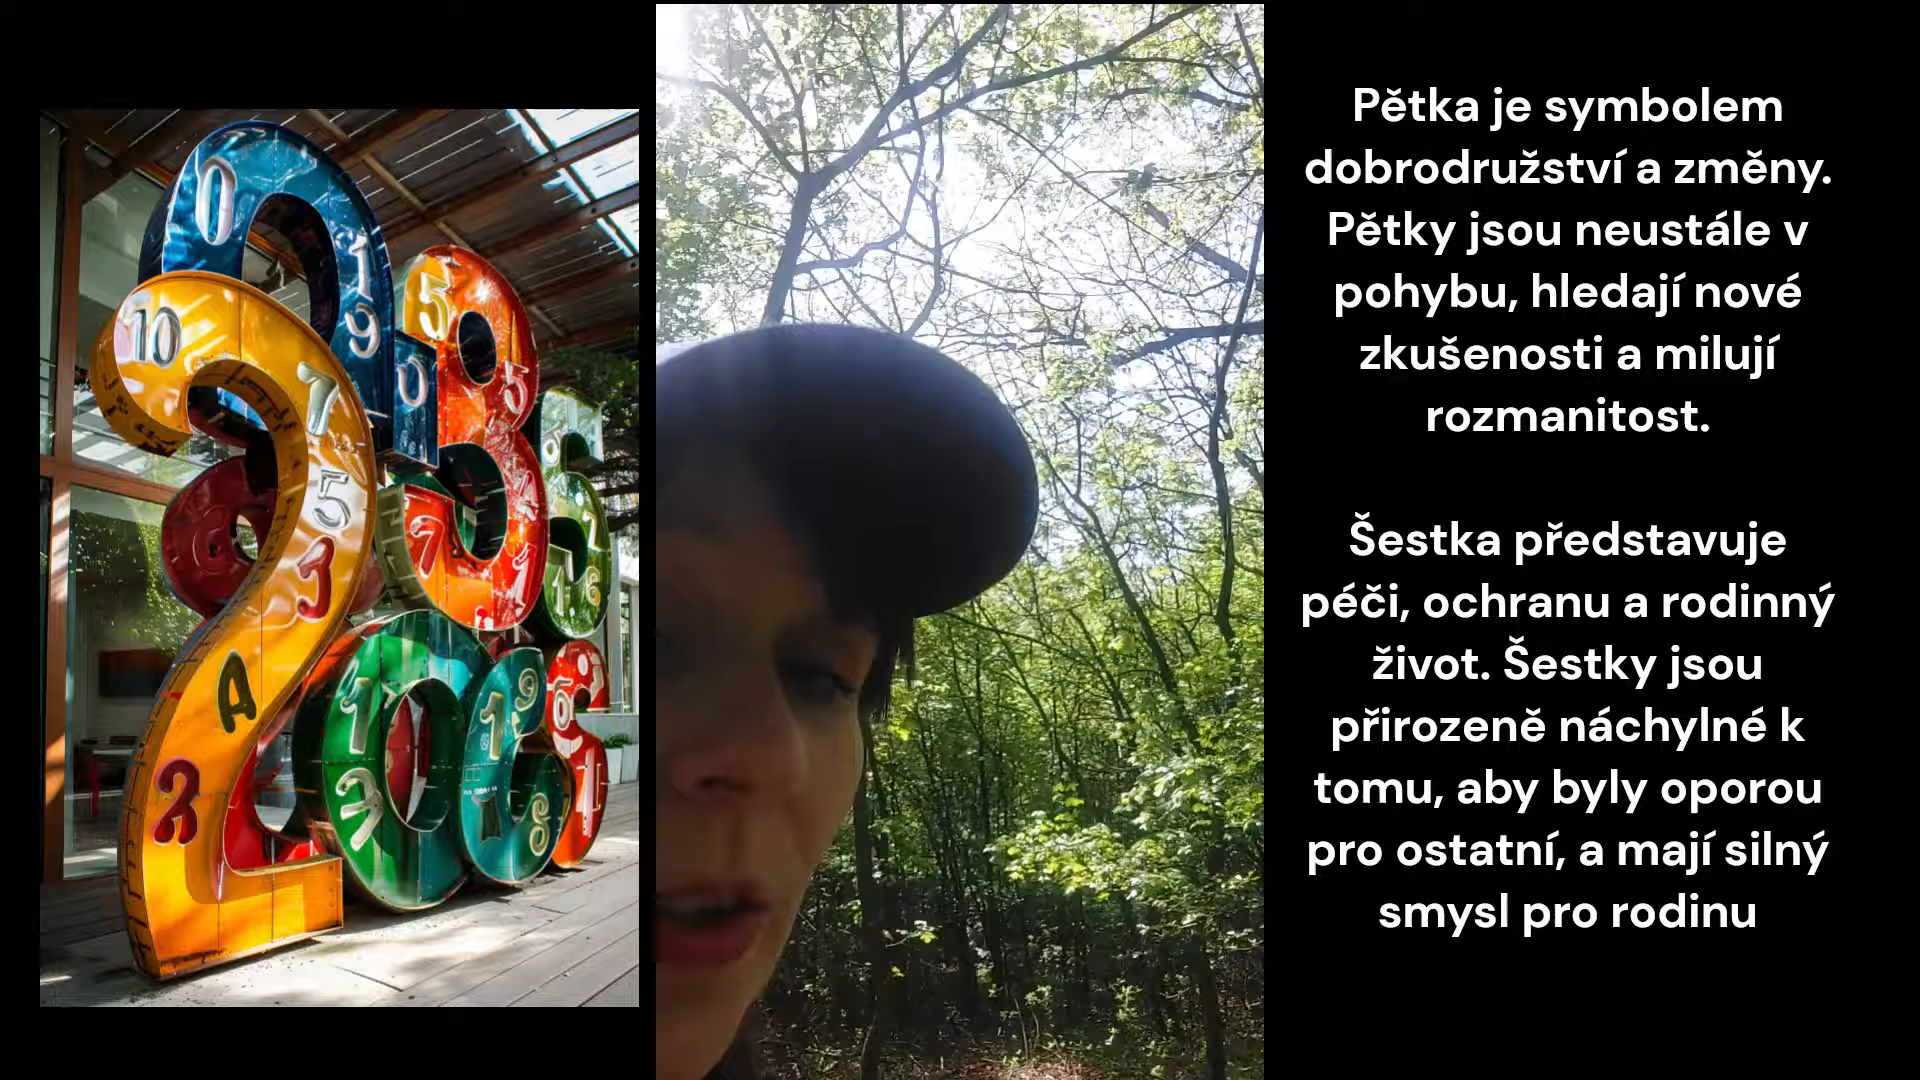 Pětka je symbolem
dobrodružství a změny.
Pětky jsou neustále v
pohybu, hledají nové
zkušenosti a milují
rozmanitost.
Šestka představuje
péči, ochranu a rodinný
život. Šestky jsou
přirozeně náchylné k
tomu, aby byly oporou
pro ostatní, a mají silný
smysl pro rodinu